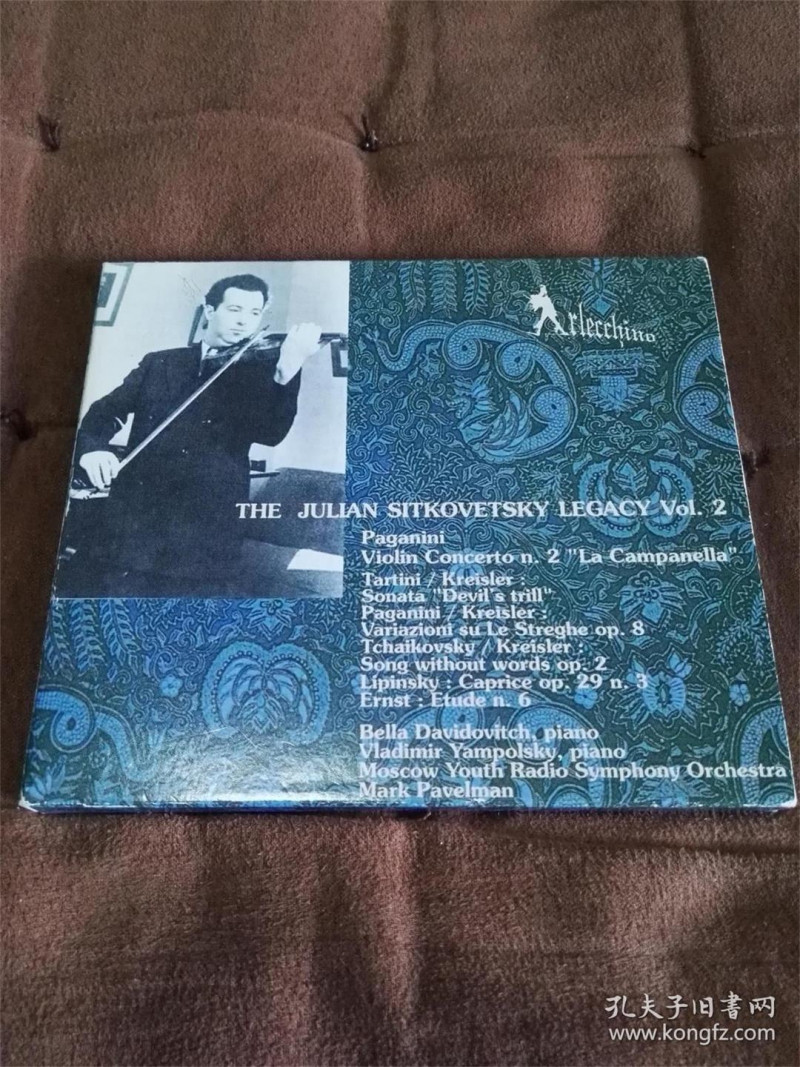 Arlecchino
THE JULIAN SITKOVETSKY LEGACY Vol. 2
Paganini
Violin Concerto n. 2 "La Campanella"
Tartini / Kreisler :
Sonata "Devil's trill"
Paganini / Kreisler :
Variazioni su Le Streghe op. 8
Tchaikovsky / Kreisler :
Song without words op. 2
Lipinsky : Caprice op. 29 n. 3
Ernst : Etude n. 6
Bella Davidovitch, piano
Vladimir Yampolsky, piano
Moscow Youth Radio Symphony Orchestra
Mark Pavelman
孔夫子旧書网
www.kongfz.com